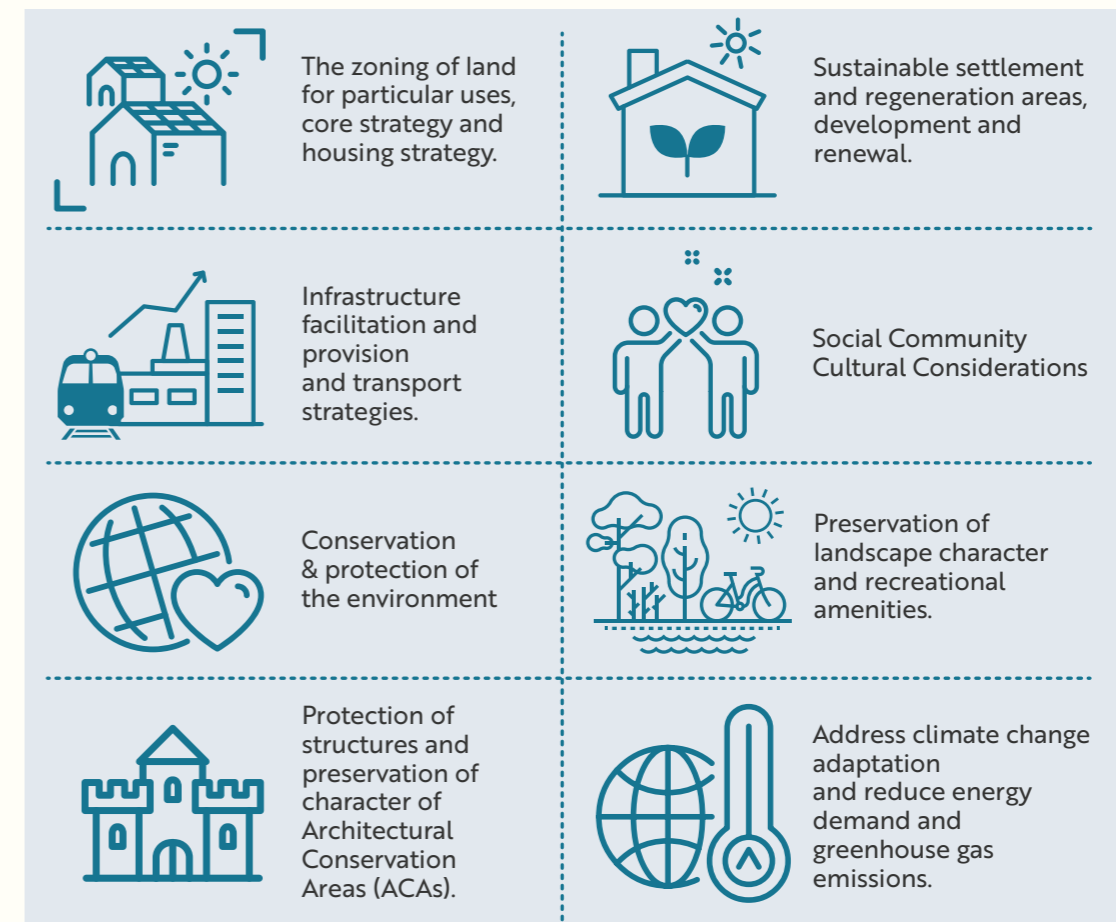 The zoning of land
for particular uses,
core strategy and
housing strategy.
Sustainable settlement
and regeneration areas,
development and
renewal.
Infrastructure
facilitation and
provision
and transport
strategies.
Social Community
Cultural Considerations
Conservation
& protection of
the environment
Preservation of
landscape character
and recreational
amenities.
Protection of
structures and
preservation of
character of
Architectural
Conservation
Areas (ACAs).
Address climate change
adaptation
and reduce energy
demand and
greenhouse gas
emissions.